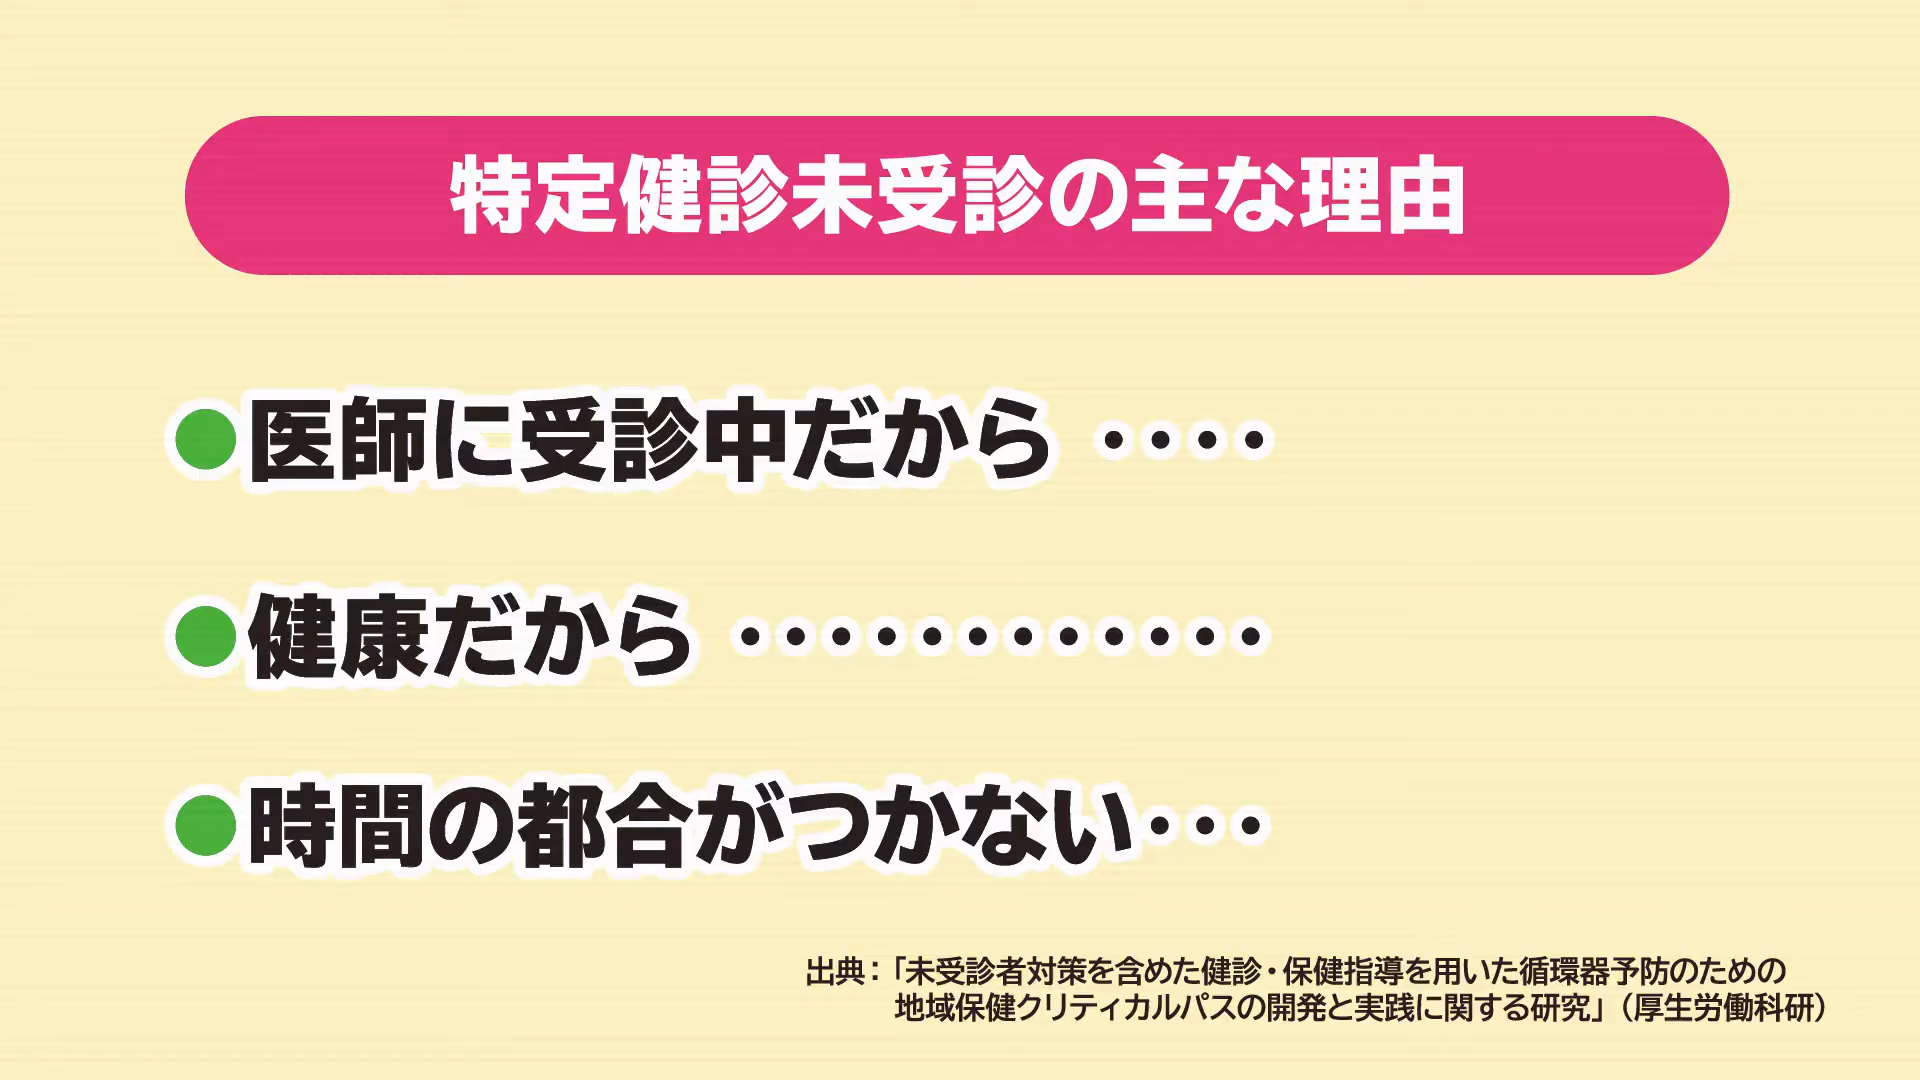 特定健診未受診の主な理由
●医師に受診中だから ・・・・
●健康だから ・・・・・・・・・・・・
●時間の都合がつかない・・・
出典：「未受診者対策を含めた健診・保健指導を用いた循環器予防のための
地域保健クリティカルパスの開発と実践に関する研究」（厚生労働科研）